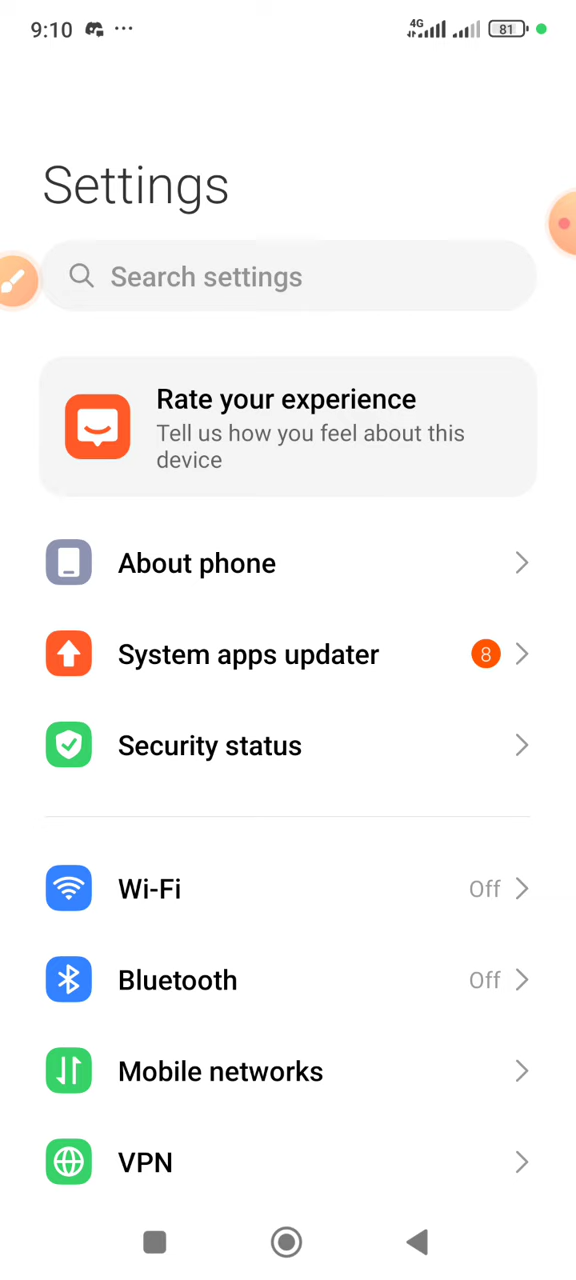 9:10 ... 4G 81
Settings
Search settings
Rate your experience
Tell us how you feel about this
device
About phone
System apps updater 8
Security status
Wi-Fi Off
Bluetooth Off
Mobile networks
VPN